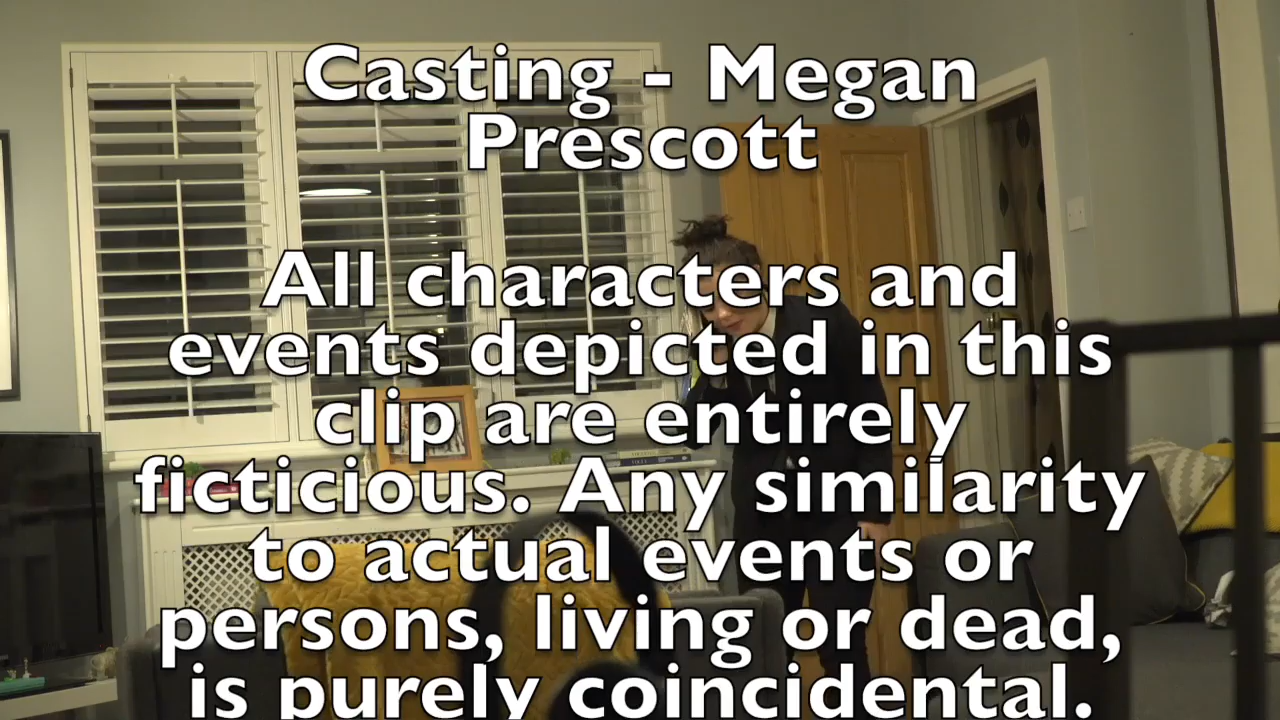 Casting - Megan
Prescott
All characters and
events depicted in this
clip are entirely
ficticious. Any similarity
to actual events or
persons, living or dead,
is purely coincidental.